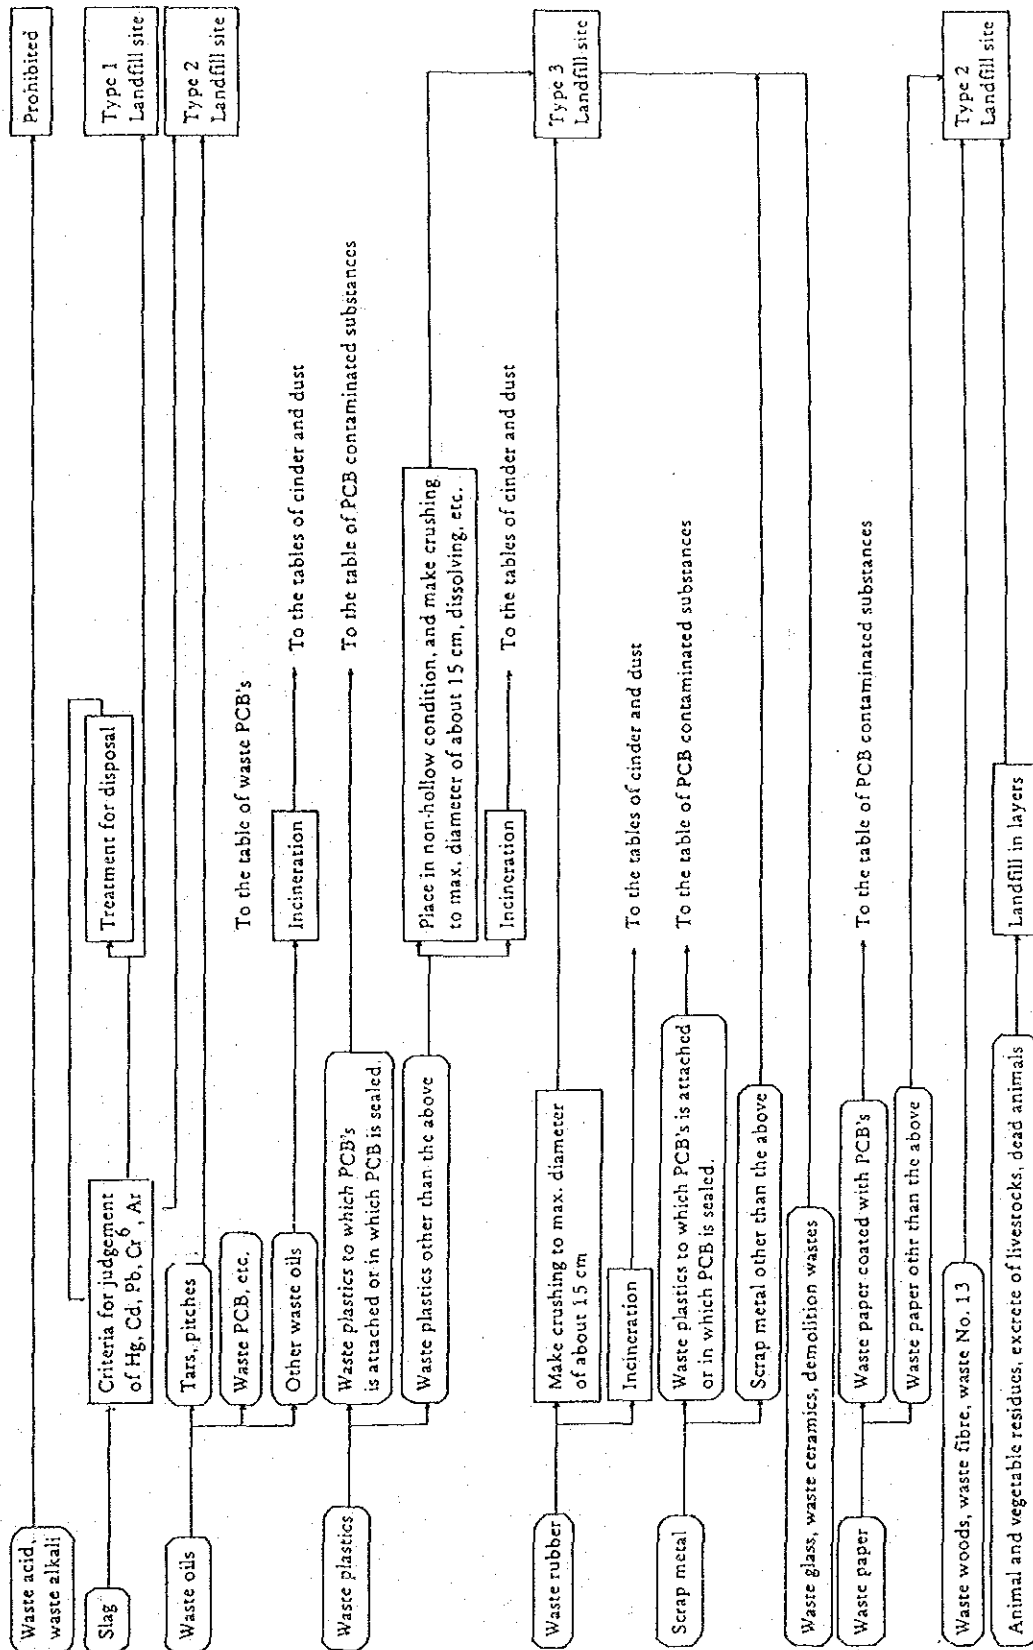 Waste acid,
waste alkali
Prohibited
Slag
Criteria for judgement
of Hg, Cd, Pb, Cr6, Ar
Treatment for disposal
Type 1
Landfill site
Type 2
Landfill site
Waste oils
Tars, pitches
Waste PCB, etc.
To the table of waste PCB's
Other waste oils
Incineration
To the tables of cinder and dust
Waste plastics
Waste plastics to which PCB's
is attached or in which PCB is sealed.
To the table of PCB contaminated substances
Waste plastics other than the above
Place in non-hollow condition, and make crushing
to max. diameter of about 15 cm, dissolving, etc.
Incineration
To the tables of cinder and dust
Waste rubber
Make crushing to max. diameter
of about 15 cm
Type 3
Landfill site
Incineration
To the tables of cinder and dust
Scrap metal
Waste plastics to which PCB's is attached
or in which PCB is sealed.
To the table of PCB contaminated substances
Scrap metal other than the above
Waste glass, waste ceramics, demolition wastes
Waste paper
Waste paper coated with PCB's
To the table of PCB contaminated substances
Waste paper othr than the above
Type 2
Landfill site
Waste woods, waste fibre, waste No. 13
Animal and vegetable residues, excrete of livestocks, dead animals
Landfill in layers